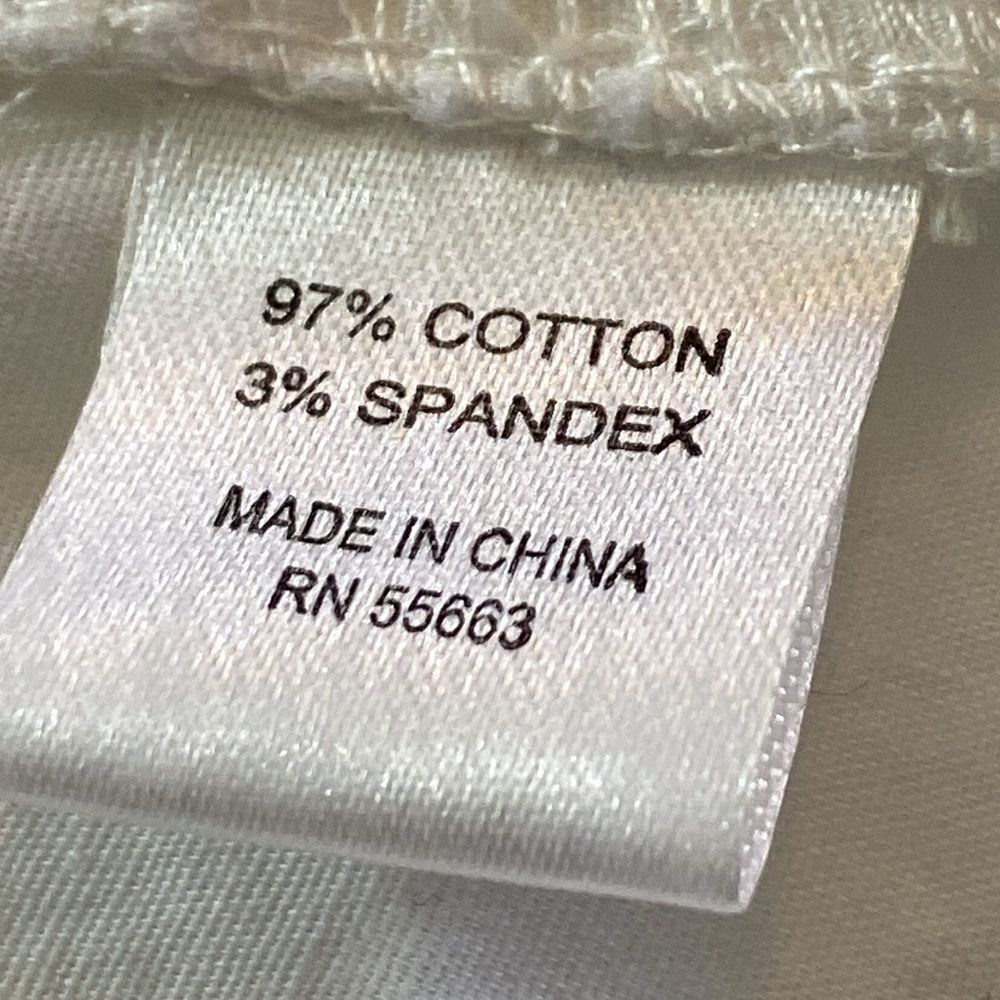 97% COTTON
3% SPANDEX
MADE IN CHINA
RN 55663